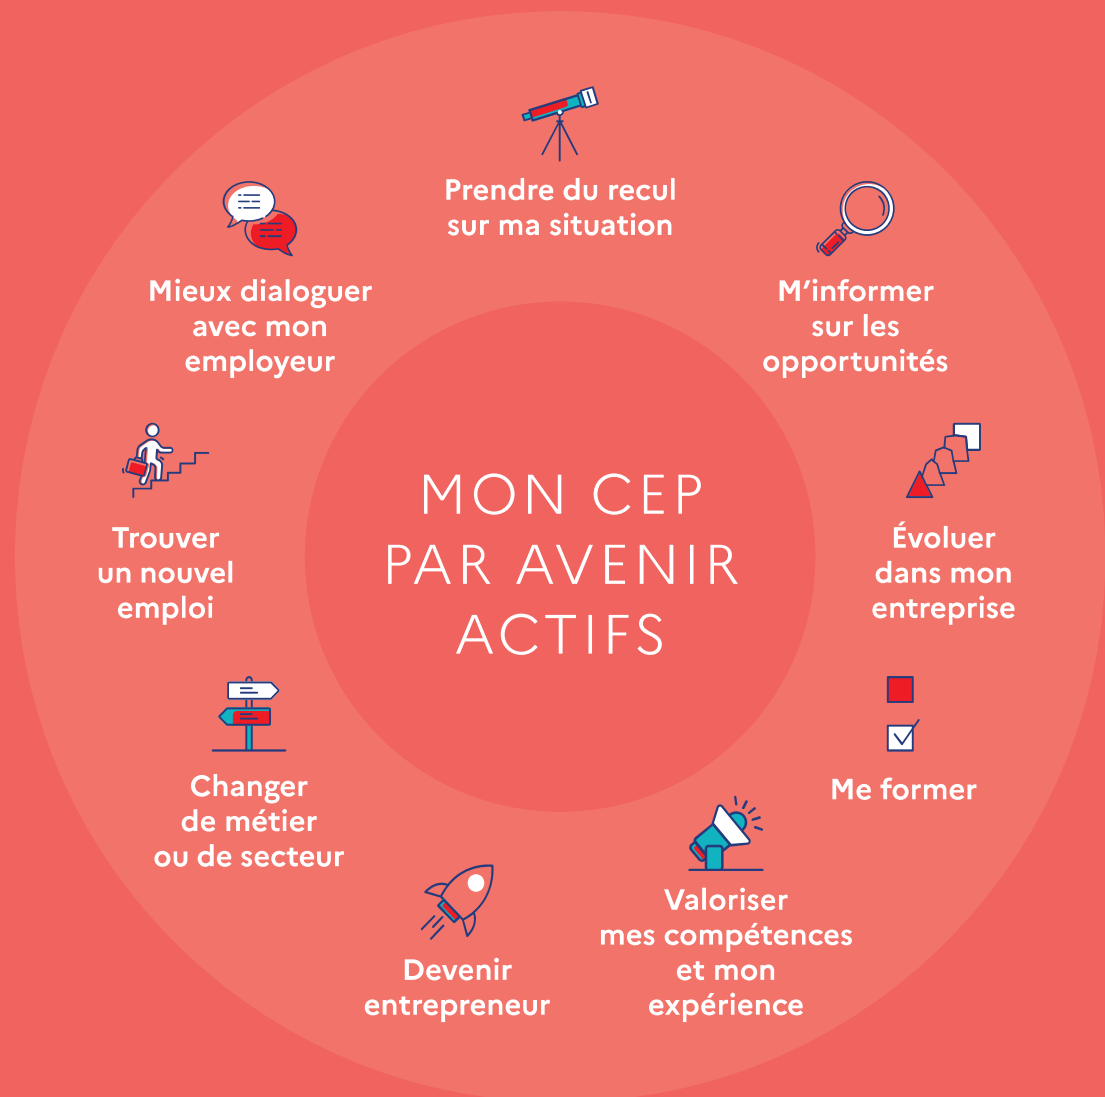 Prendre du recul
sur ma situation
M'informer
sur les
opportunités
Évoluer
dans mon
entreprise
Me former
Valoriser
mes compétences
et mon
expérience
Devenir
entrepreneur
Changer
de métier
ou de secteur
Trouver
un nouvel
emploi
Mieux dialoguer
avec mon
employeur
MON CEP
PAR AVENIR
ACTIFS